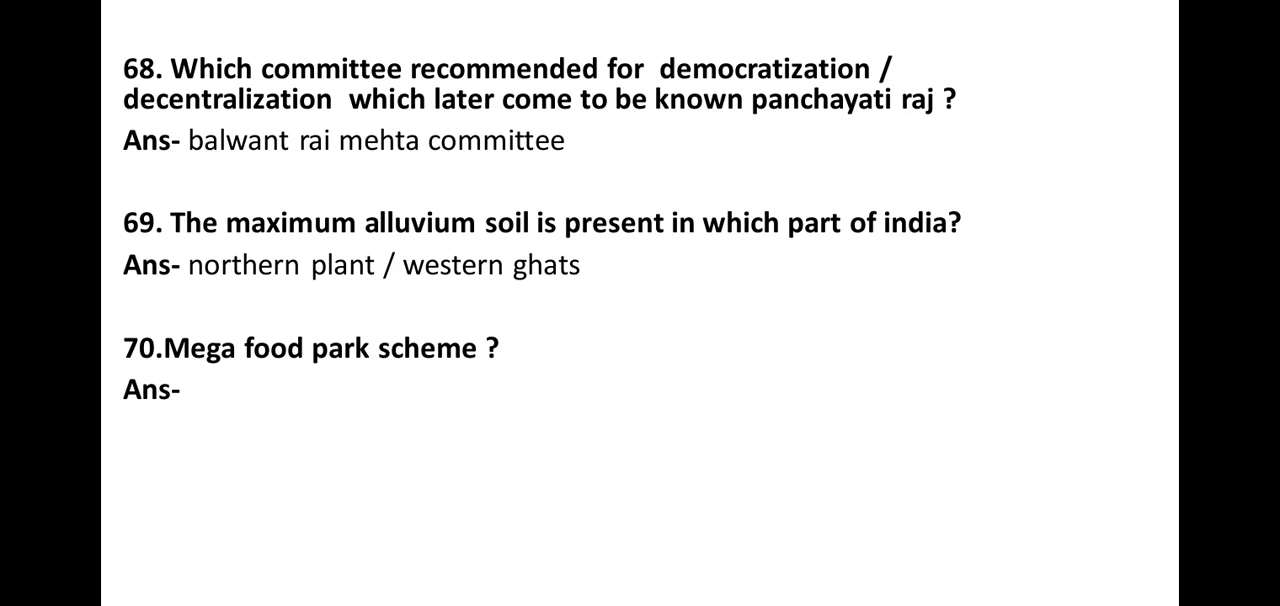 68. Which committee recommended for democratization /
decentralization which later come to be known panchayati raj ?
Ans- balwant rai mehta committee
69. The maximum alluvium soil is present in which part of india?
Ans- northern plant / western ghats
70.Mega food park scheme ?
Ans-